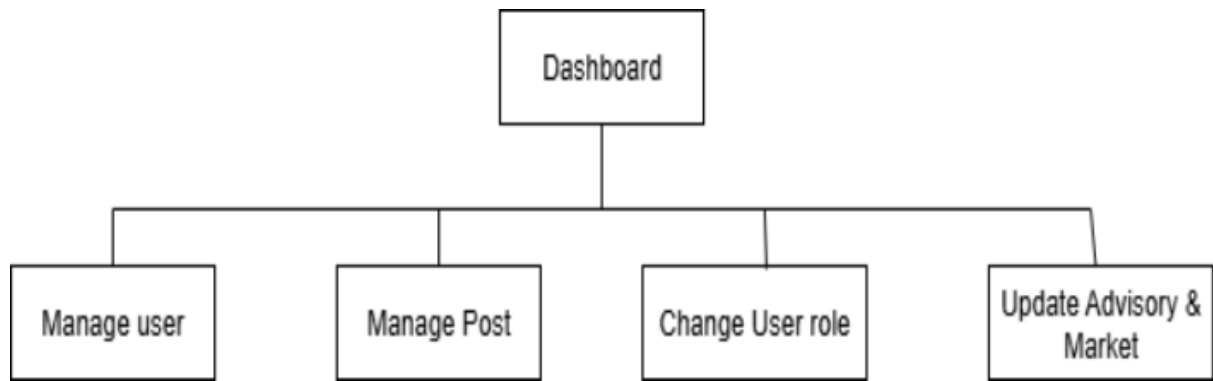 Dashboard
Manage user
Manage Post
Change User role
Update Advisory &
Market